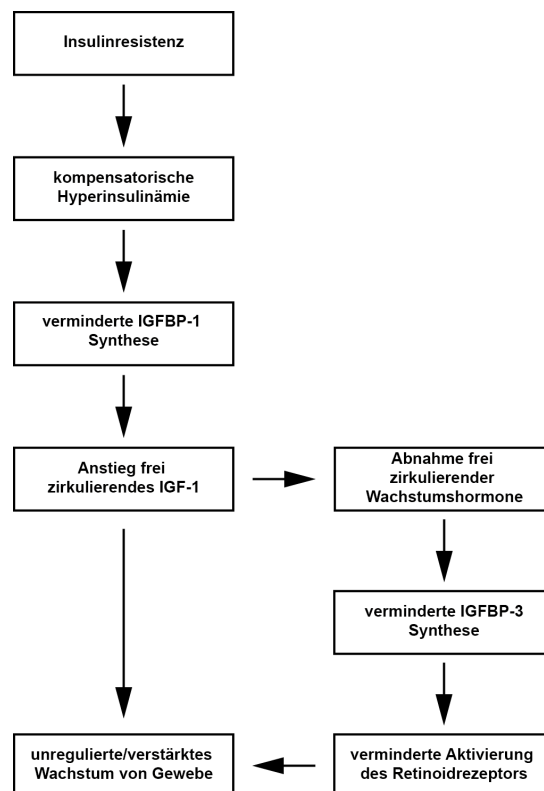 Insulinresistenz
kompensatorische
Hyperinsulinämie
verminderte IGFBP-1
Synthese
Anstieg frei
zirkulierendes IGF-1
Abnahme frei
zirkulierender
Wachstumshormone
verminderte IGFBP-3
Synthese
verminderte Aktivierung
des Retinoidrezeptors
unregulierte/verstärktes
Wachstum von Gewebe